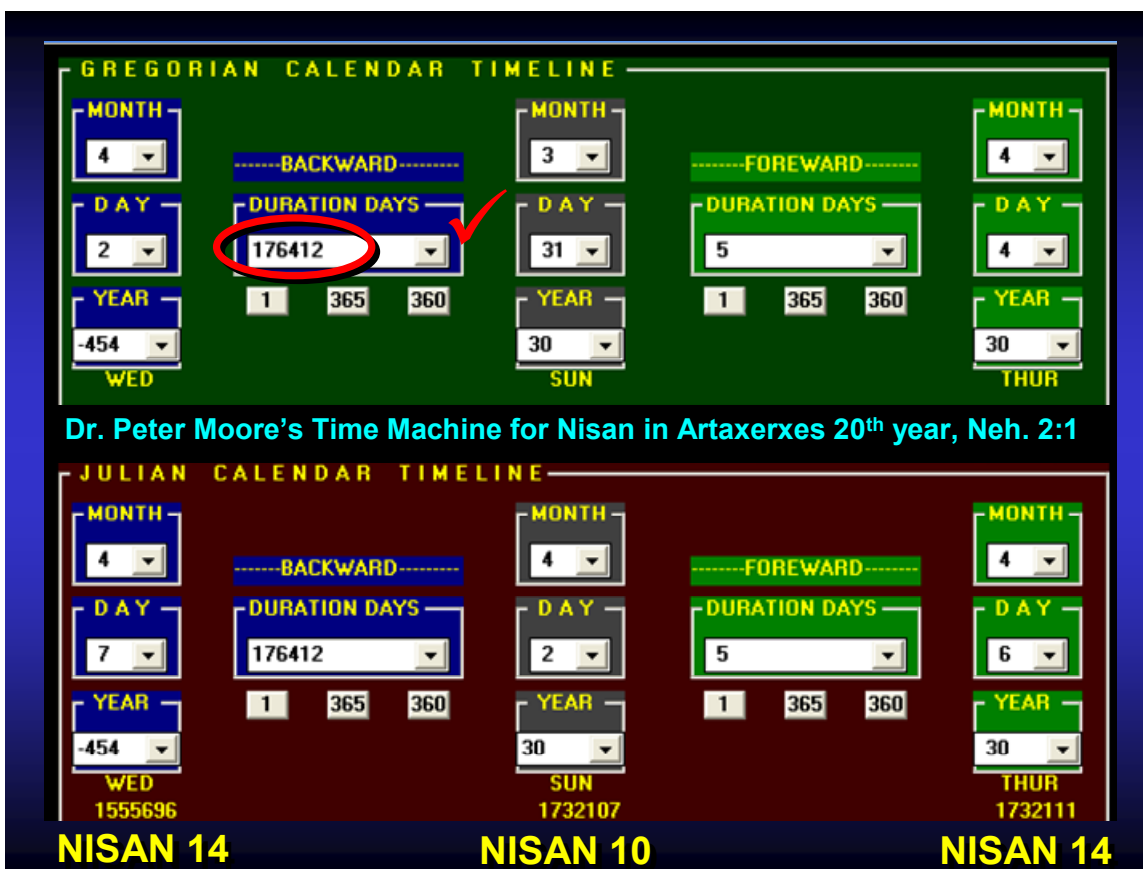 GREGORIAN CALENDAR TIMELINE
MONTH MONTH MONTH
4 3 4
-------BACKWARD--------- -------FOREWARD-------
DAY DURATION DAYS DAY DURATION DAYS DAY
2 176412 31 5 4
YEAR 1 365 360 YEAR 1 365 360 YEAR
-454 30 30
WED SUN THUR
Dr. Peter Moore’s Time Machine for Nisan in Artaxerxes 20th year, Neh. 2:1
JULIAN CALENDAR TIMELINE
MONTH MONTH MONTH
4 4 4
-------BACKWARD--------- -------FOREWARD-------
DAY DURATION DAYS DAY DURATION DAYS DAY
7 176412 2 5 6
YEAR 1 365 360 YEAR 1 365 360 YEAR
-454 30 30
WED SUN THUR
1555696 1732107 1732111
NISAN 14 NISAN 10 NISAN 14